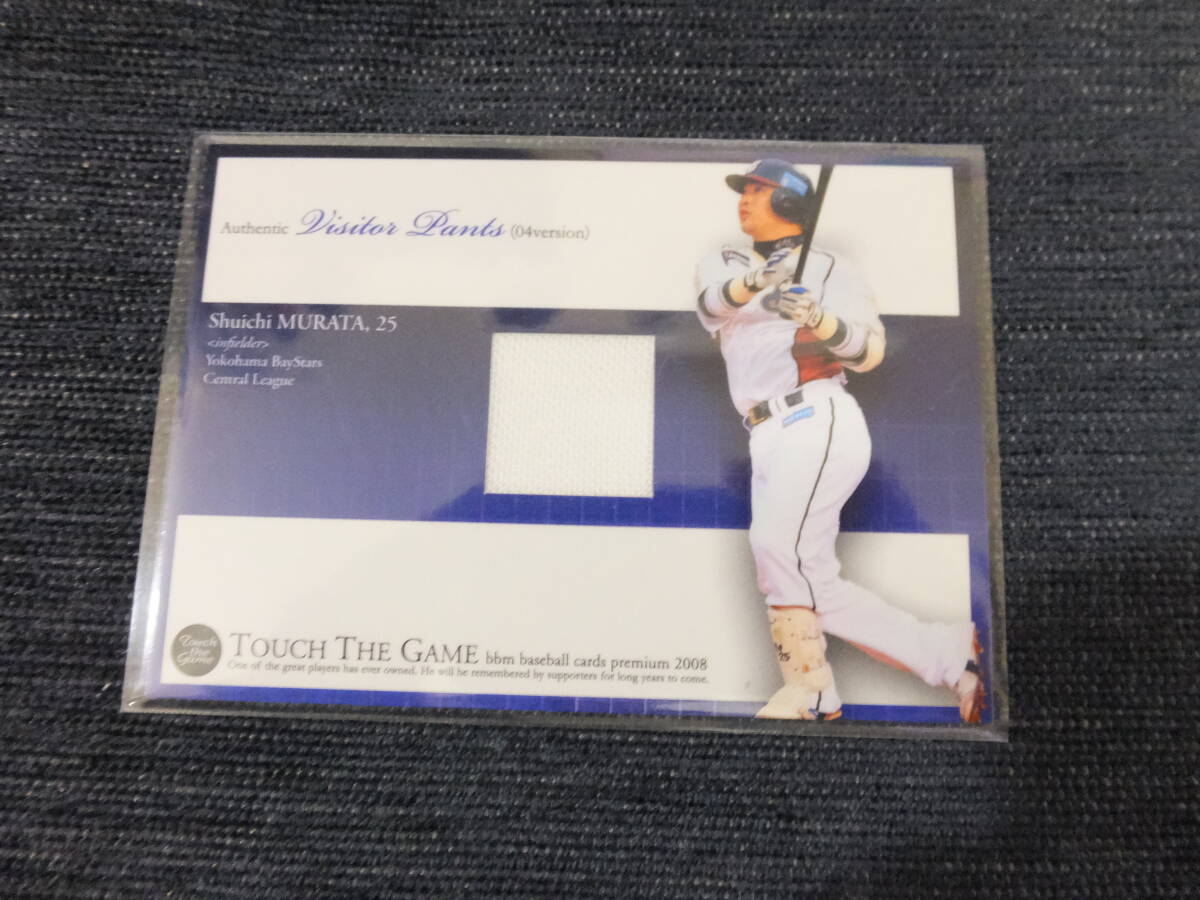 Authentic Visitor Pants (04version)
Shuichi MURATA, 25
<infielder>
Yokohama BayStars
Central League
Touch
the
Game
TOUCH THE GAME bbm baseball cards premium 2008
One of the great players has ever owned. He will be remembered by supporters for long years to come.
25